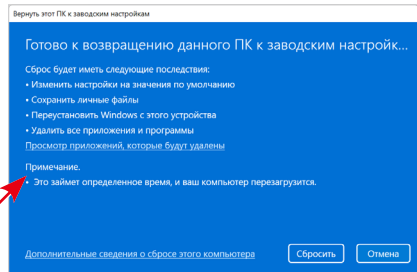 Вернуть этот ПК к заводским настройкам
Готово к возвращению данного ПК к заводским настройк...
Сброс будет иметь следующие последствия:
• Изменить настройки на значения по умолчанию
• Сохранить личные файлы
• Переустановить Windows с этого устройства
• Удалить все приложения и программы
Просмотр приложений, которые будут удалены
Примечание.
• Это займет определенное время, и ваш компьютер перезагрузится.
Дополнительные сведения о сбросе этого компьютера
Сбросить
Отмена